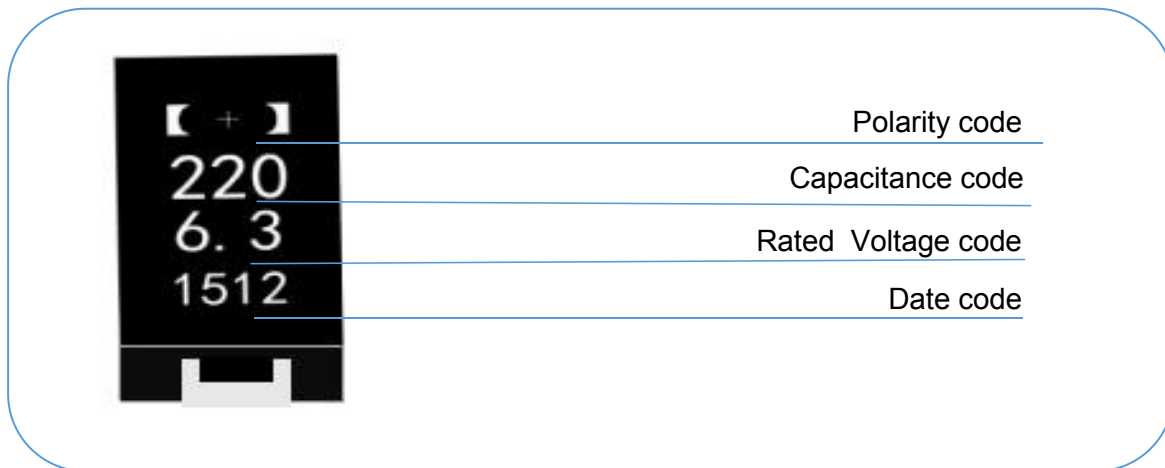 +
Polarity code
220
Capacitance code
6. 3
Rated Voltage code
1512
Date code